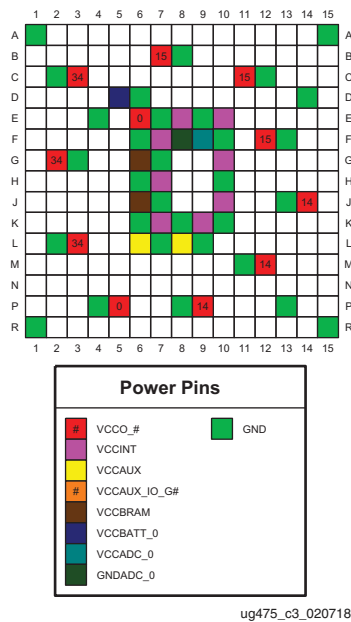 1 2 3 4 5 6 7 8 9 10 11 12 13 14 15
A A
B 15 B
C 34 15 C
D D
E 0 E
F 15 F
G 34 G
H H
J 14 J
K K
L 34 L
M 14 M
N N
P 0 14 P
R R
1 2 3 4 5 6 7 8 9 10 11 12 13 14 15
Power Pins
# VCCO_# GND
VCCINT
VCCAUX
# VCCAUX_IO_G#
VCCBRAM
VCCBATT_0
VCCADC_0
GNDADC_0
ug475_c3_020718